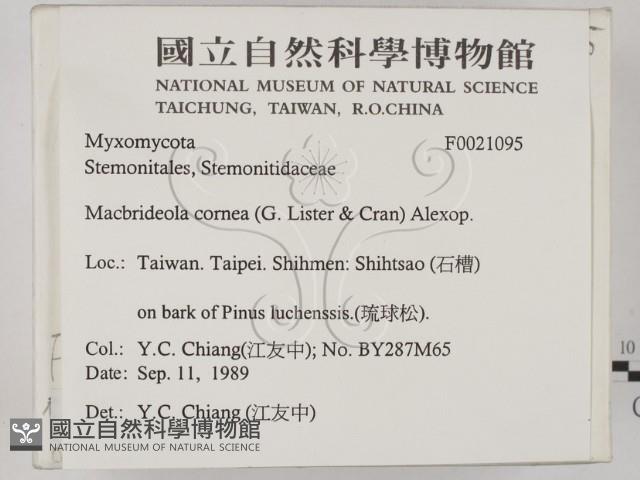 國立自然科學博物館
NATIONAL MUSEUM OF NATURAL SCIENCE
TAICHUNG, TAIWAN, R.O.CHINA
Myxomycota F0021095
Stemonitales, Stemonitidaceae
Macbrideola cornea (G. Lister & Cran) Alexop.
Loc.: Taiwan. Taipei. Shihmen: Shihtsao (石槽)
on bark of Pinus luchenssis.(琉球松).
Col.: Y.C. Chiang(江友中); No. BY287M65
Date: Sep. 11, 1989
Det.: Y.C. Chiang (江友中)
國立自然科學博物館
NATIONAL MUSEUM OF NATURAL SCIENCE
10